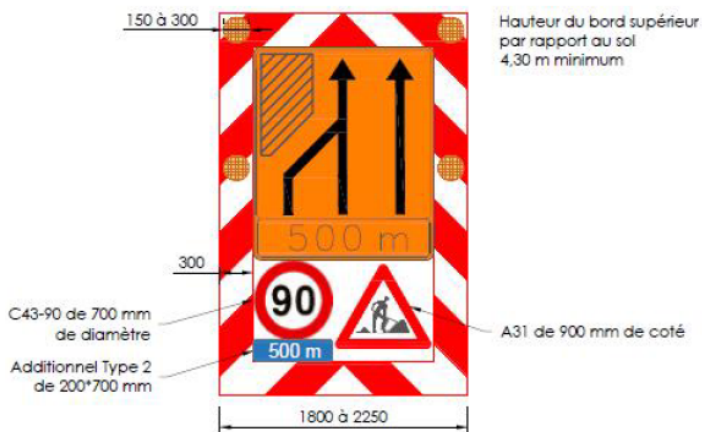 150 à 300
Hauteur du bord supérieur
par rapport au sol
4,30 m minimum
500 m
300
C43-90 de 700 mm
de diamètre
90
A31 de 900 mm de coté
500 m
Additionnel Type 2
de 200*700 mm
1800 à 2250